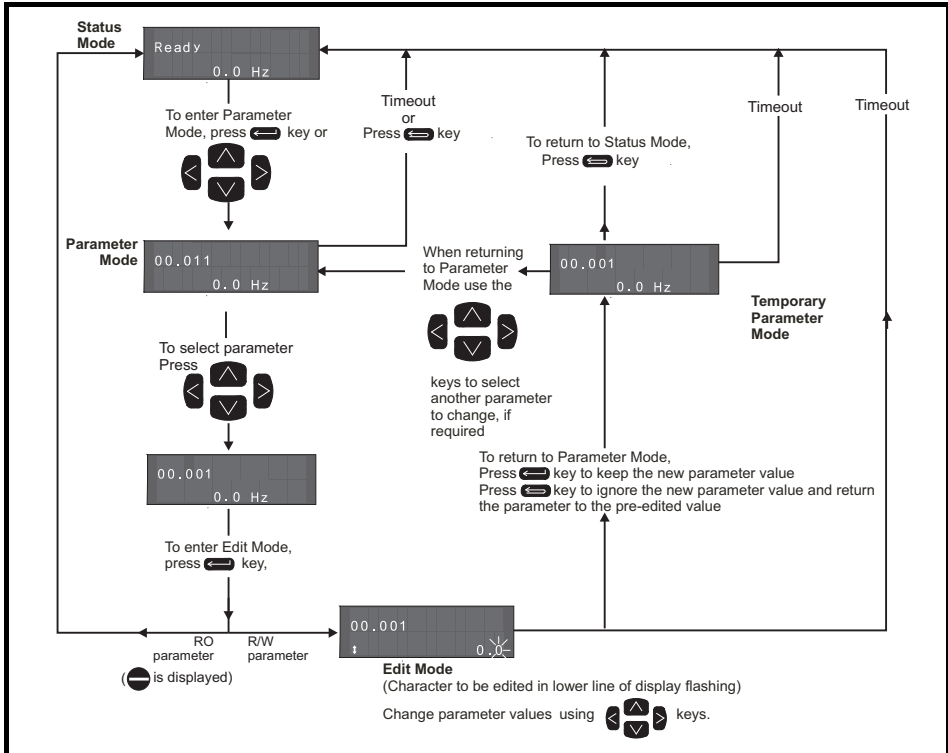 Status
Mode
Ready
0.0 Hz
To enter Parameter
Mode, press key or
Timeout
or
Press key
To return to Status Mode,
Press key
Timeout
Timeout
Parameter
Mode
00.011
0.0 Hz
When returning
to Parameter
Mode use the
00.001
0.0 Hz
Temporary
Parameter
Mode
To select parameter
Press
keys to select
another parameter
to change, if
required
00.001
0.0 Hz
To return to Parameter Mode,
Press key to keep the new parameter value
Press key to ignore the new parameter value and return
the parameter to the pre-edited value
To enter Edit Mode,
press key,
RO
parameter
R/W
parameter
( is displayed)
00.001
0.0
Edit Mode
(Character to be edited in lower line of display flashing)
Change parameter values using keys.